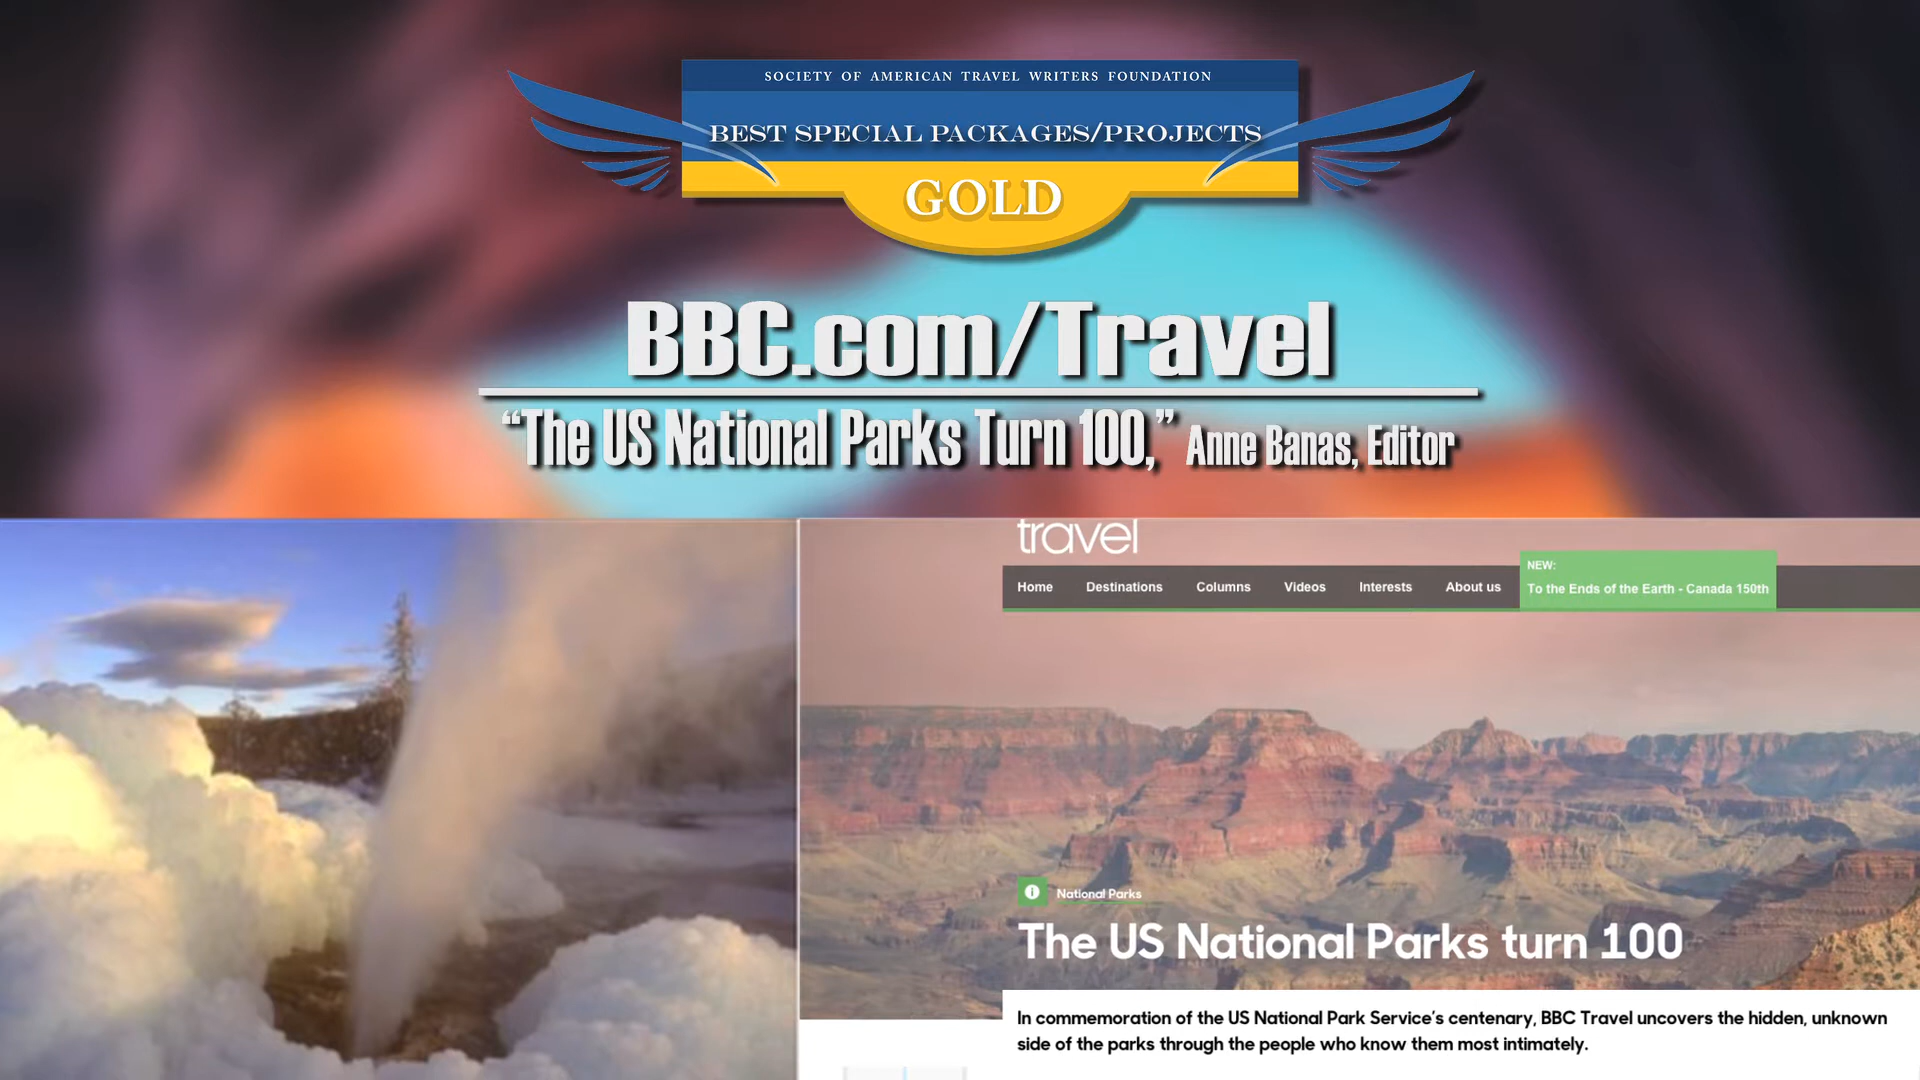 SOCIETY OF AMERICAN TRAVEL WRITERS FOUNDATION
BEST SPECIAL PACKAGES/PROJECTS
GOLD
BBC.com/Travel
“The US National Parks Turn 100,” Anne Banas, Editor
travel
Home Destinations Columns Videos Interests About us
NEW:
To the Ends of the Earth - Canada 150th
National Parks
The US National Parks turn 100
In commemoration of the US National Park Service's centenary, BBC Travel uncovers the hidden, unknown
side of the parks through the people who know them most intimately.